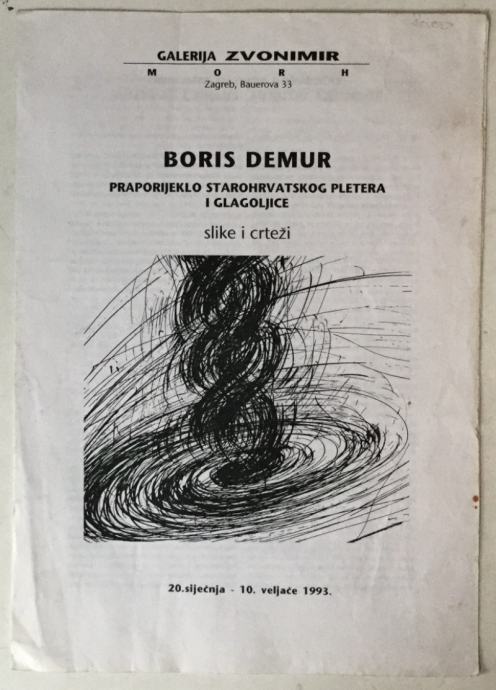 GALERIJA ZVONIMIR
M O R H
Zagreb, Bauerova 33
BORIS DEMUR
PRAPORIJEKLO STAROHRVATSKOG PLETERA
I GLAGOLJICE
slike i crteži
20.siječnja - 10. veljače 1993.